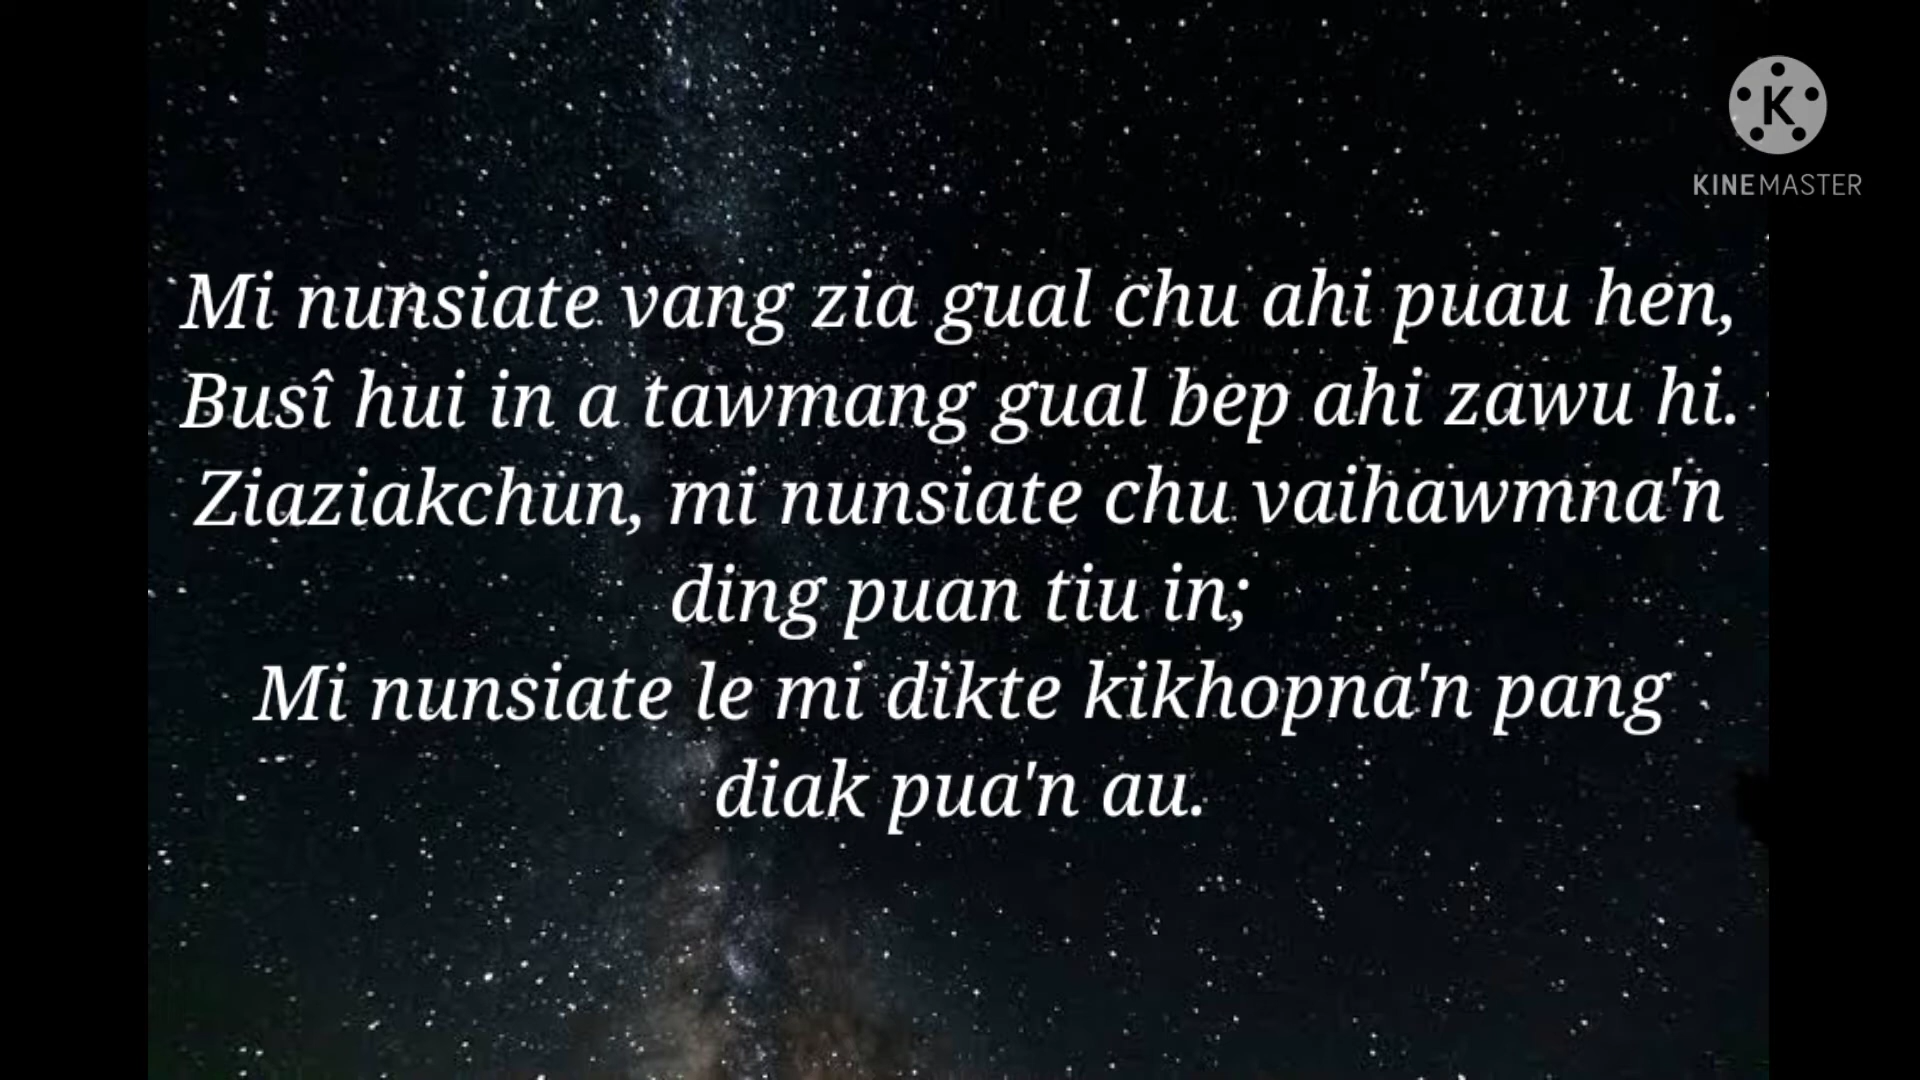 KINEMASTER
Mi nunsiate vang zia gual chu ahi puau hen,
Busî hui in a tawmang gual bep ahi zawu hi.
Ziaziakchun, mi nunsiate chu vaihawmna'n
ding puan tiu in;
Mi nunsiate le mi dikte kikhopna'n pang
diak pua'n au.